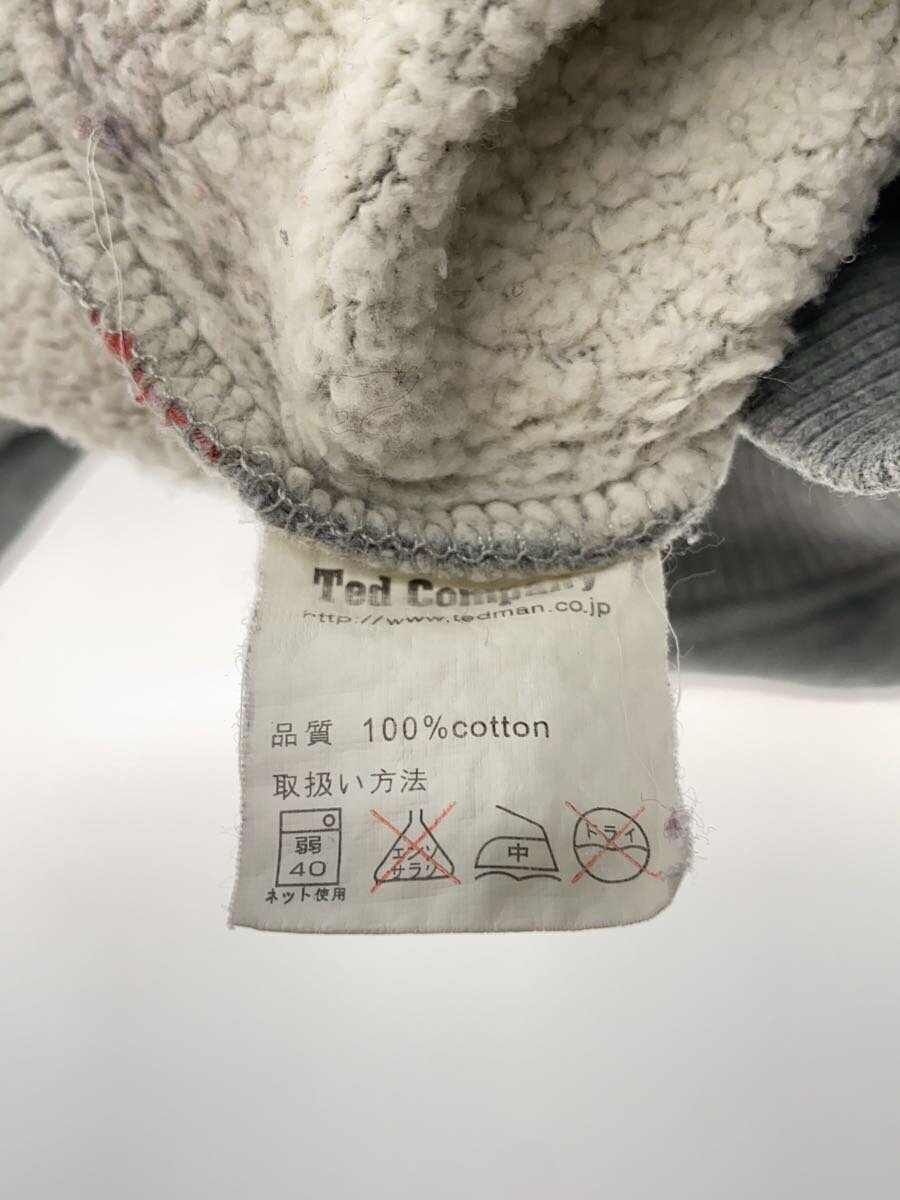 Ted Company
http://www.tedman.co.jp
品質 100%cotton
取扱い方法
弱
40
ネット使用
エンソ
サラシ
中
ドライ